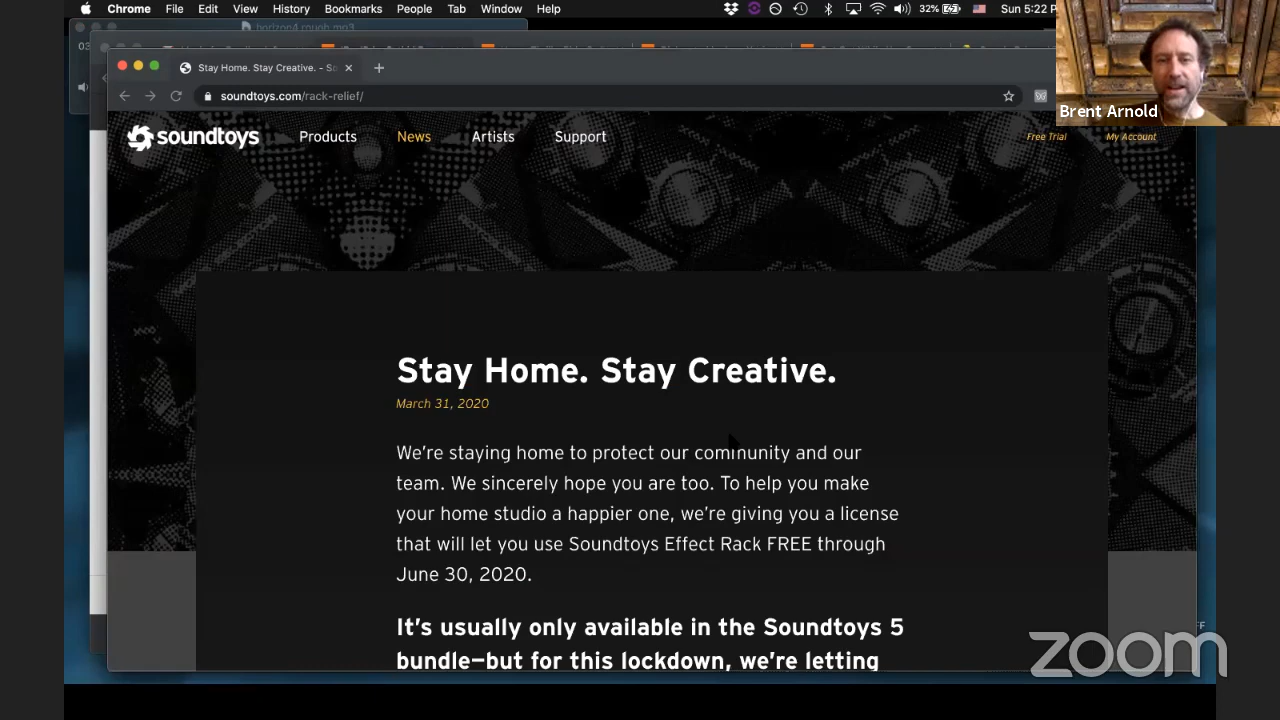 Chrome File Edit View History Bookmarks People Tab Window Help 32% Sun 5:22 P
horizon4 rough.mp3
03
Stay Home. Stay Creative. - So
soundtoys.com/rack-relief/
Brent Arnold
soundtoys Products News Artists Support Free Trial My Account
Stay Home. Stay Creative.
March 31, 2020
We're staying home to protect our community and our
team. We sincerely hope you are too. To help you make
your home studio a happier one, we're giving you a license
that will let you use Soundtoys Effect Rack FREE through
June 30, 2020.
It's usually only available in the Soundtoys 5
bundle—but for this lockdown, we're letting
zoom